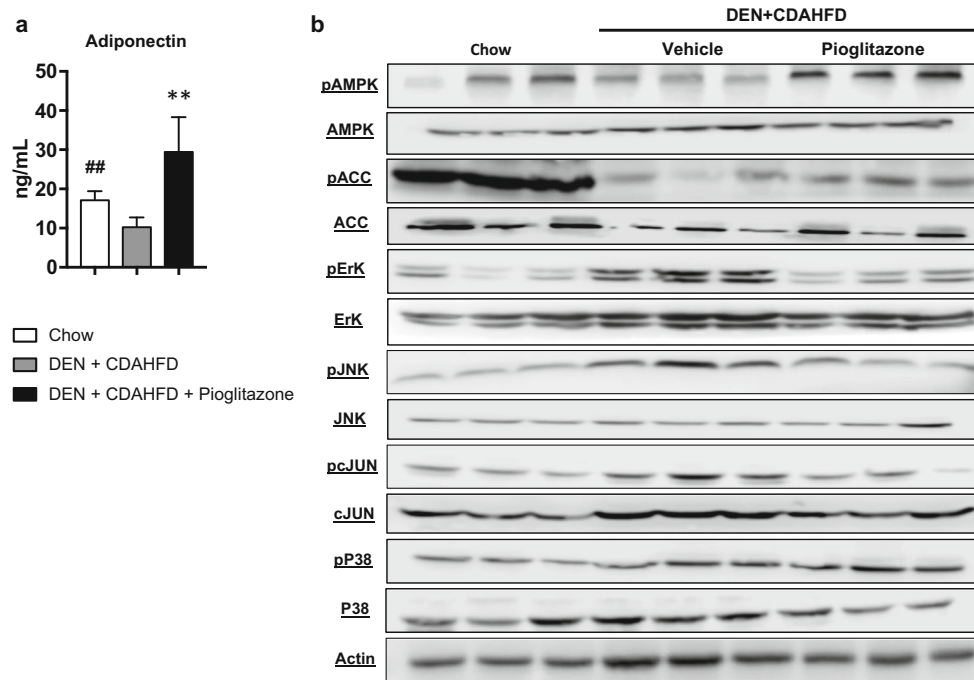 a
Adiponectin
50
40
30
20
10
0
ng/mL
##
**
Chow
DEN + CDAHFD
DEN + CDAHFD + Pioglitazone
b
DEN+CDAHFD
Chow Vehicle Pioglitazone
pAMPK
AMPK
pACC
ACC
pErK
ErK
pJNK
JNK
pcJUN
cJUN
pP38
P38
Actin